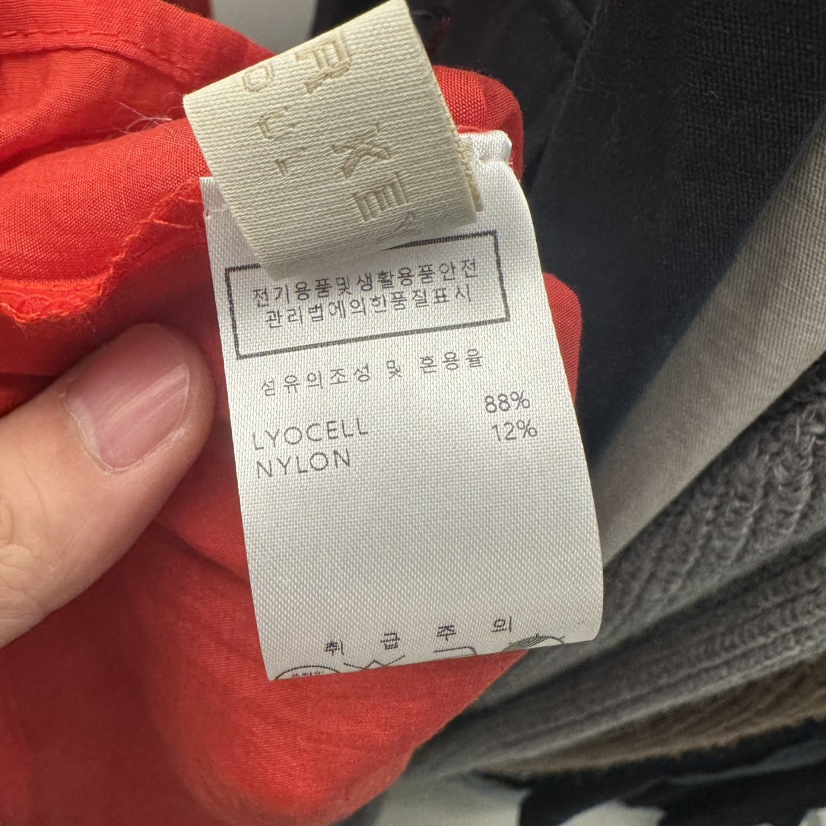 R KE
OUL
전기용품및생활용품안전
관리법에의한품질표시
섬유의조성 및 혼용율
LYOCELL 88%
NYLON 12%
취급주의